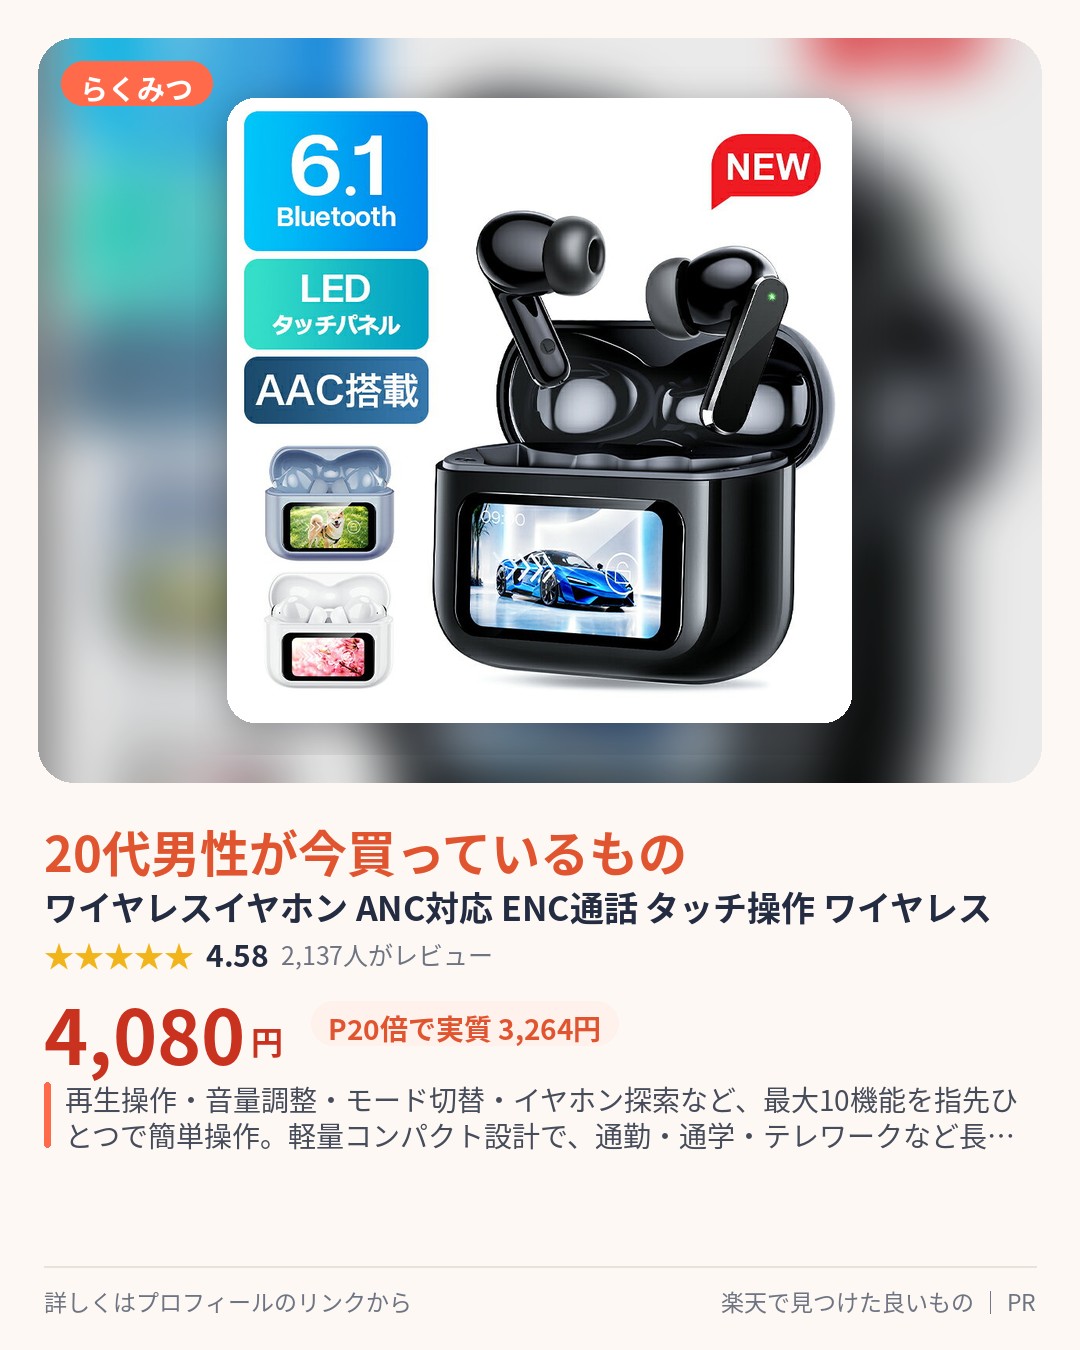 らくみつ
6.1
Bluetooth
NEW
LED
タッチパネル
AAC搭載
20代男性が今買っているもの
ワイヤレスイヤホン ANC対応 ENC通話 タッチ操作 ワイヤレス
★★★★★ 4.58 2,137人がレビュー
4,080円 P20倍で実質 3,264円
再生操作・音量調整・モード切替・イヤホン探索など、最大10機能を指先ひ
とつで簡単操作。軽量コンパクト設計で、通勤・通学・テレワークなど長…
詳しくはプロフィールのリンクから
楽天で見つけた良いもの｜PR